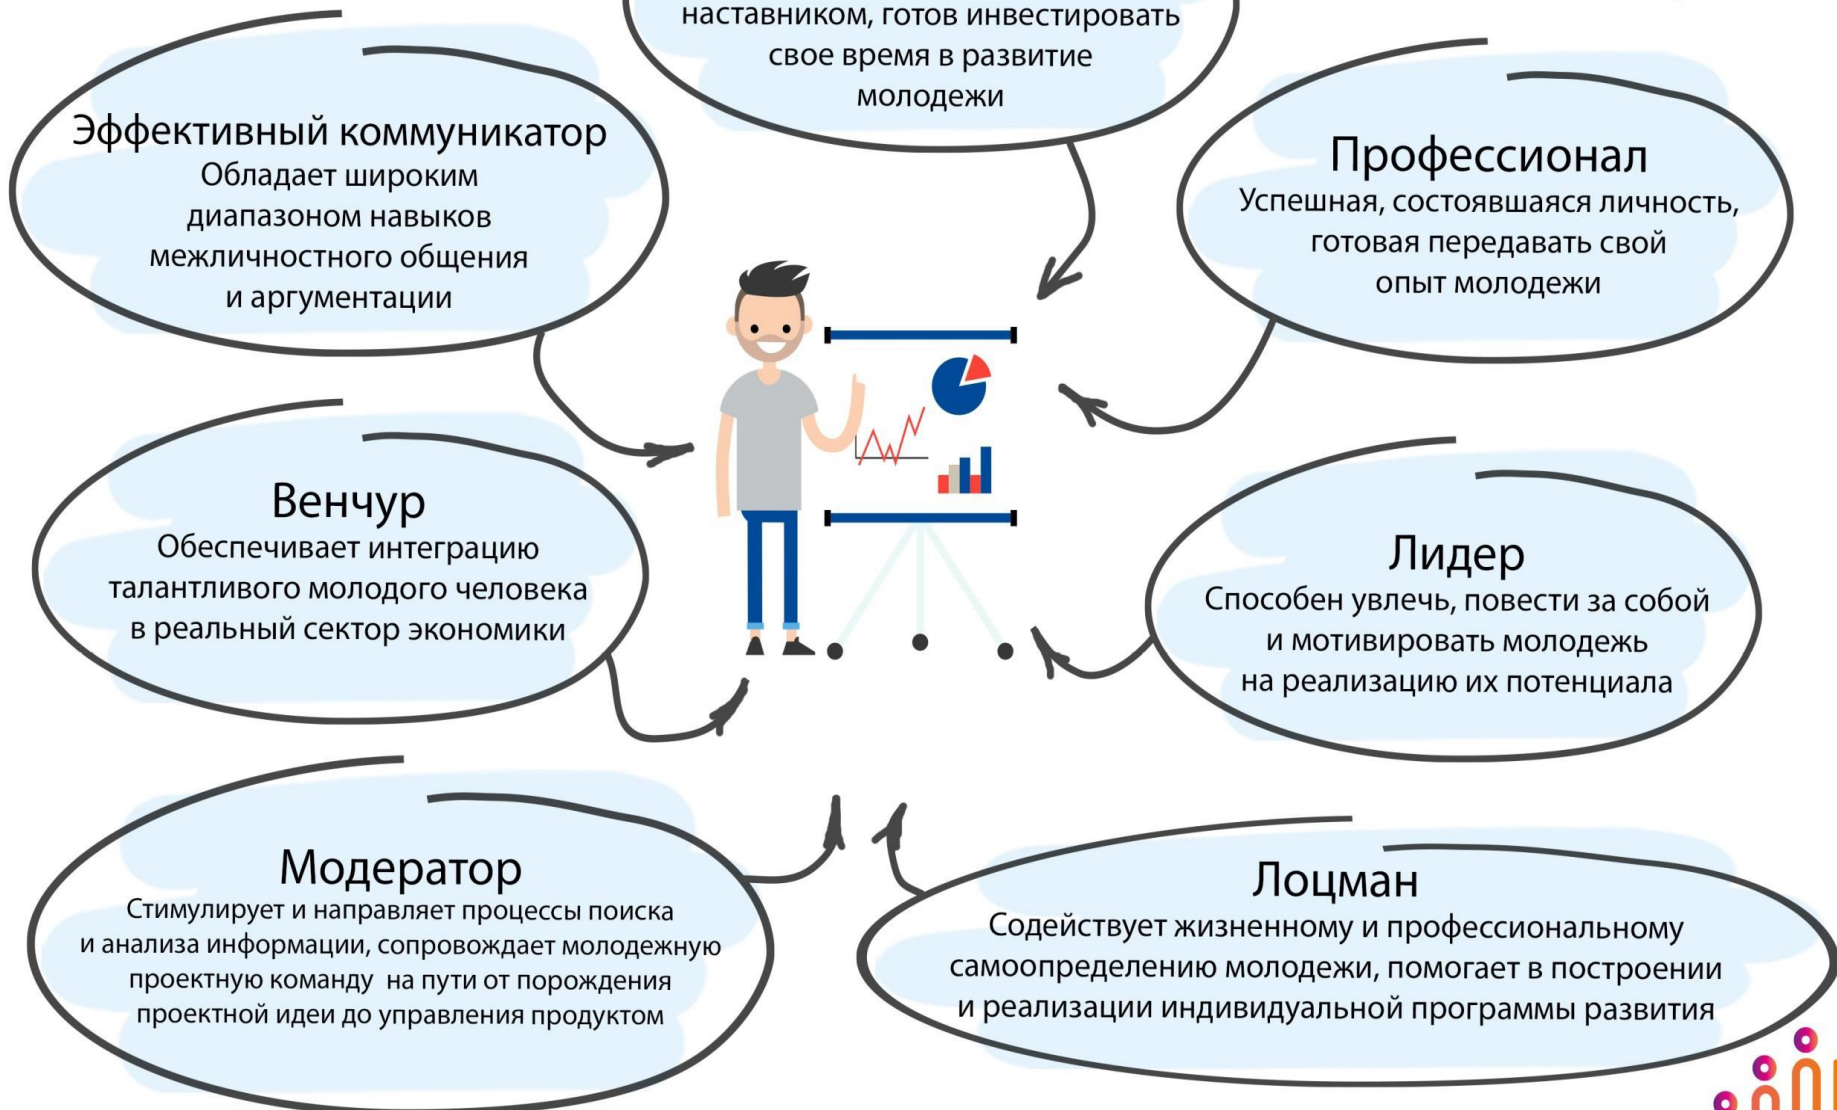 наставником, готов инвестировать
свое время в развитие
молодежи
Эффективный коммуникатор
Обладает широким
диапазоном навыков
межличностного общения
и аргументации
Профессионал
Успешная, состоявшаяся личность,
готовая передавать свой
опыт молодежи
Венчур
Обеспечивает интеграцию
талантливого молодого человека
в реальный сектор экономики
Лидер
Способен увлечь, повести за собой
и мотивировать молодежь
на реализацию их потенциала
Модератор
Стимулирует и направляет процессы поиска
и анализа информации, сопровождает молодежную
проектную команду на пути от порождения
проектной идеи до управления продуктом
Лоцман
Содействует жизненному и профессиональному
самоопределению молодежи, помогает в построении
и реализации индивидуальной программы развития